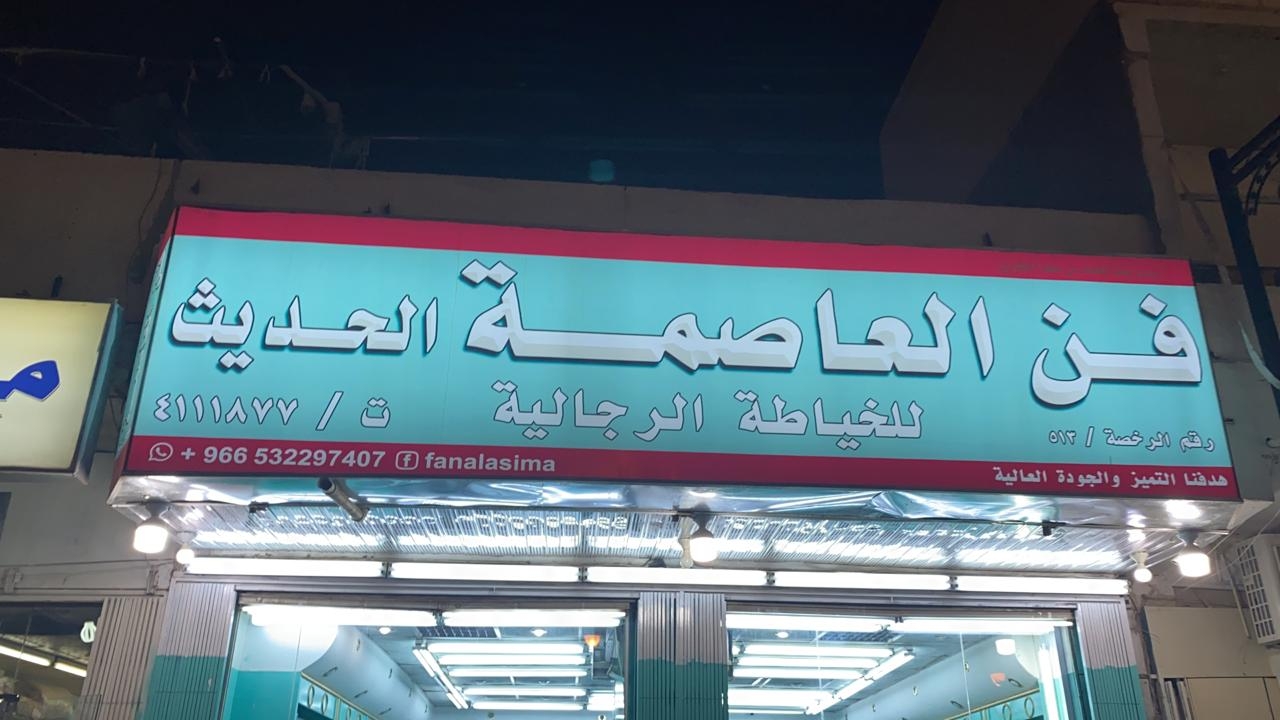 فن العاصمة الحديث
للخياطة الرجالية
ت / ٤١١١٨٧٧
رقم الرخصة / ٥١٣
هدفنا التميز والجودة العالية
+ 966 532297407 fanalasima